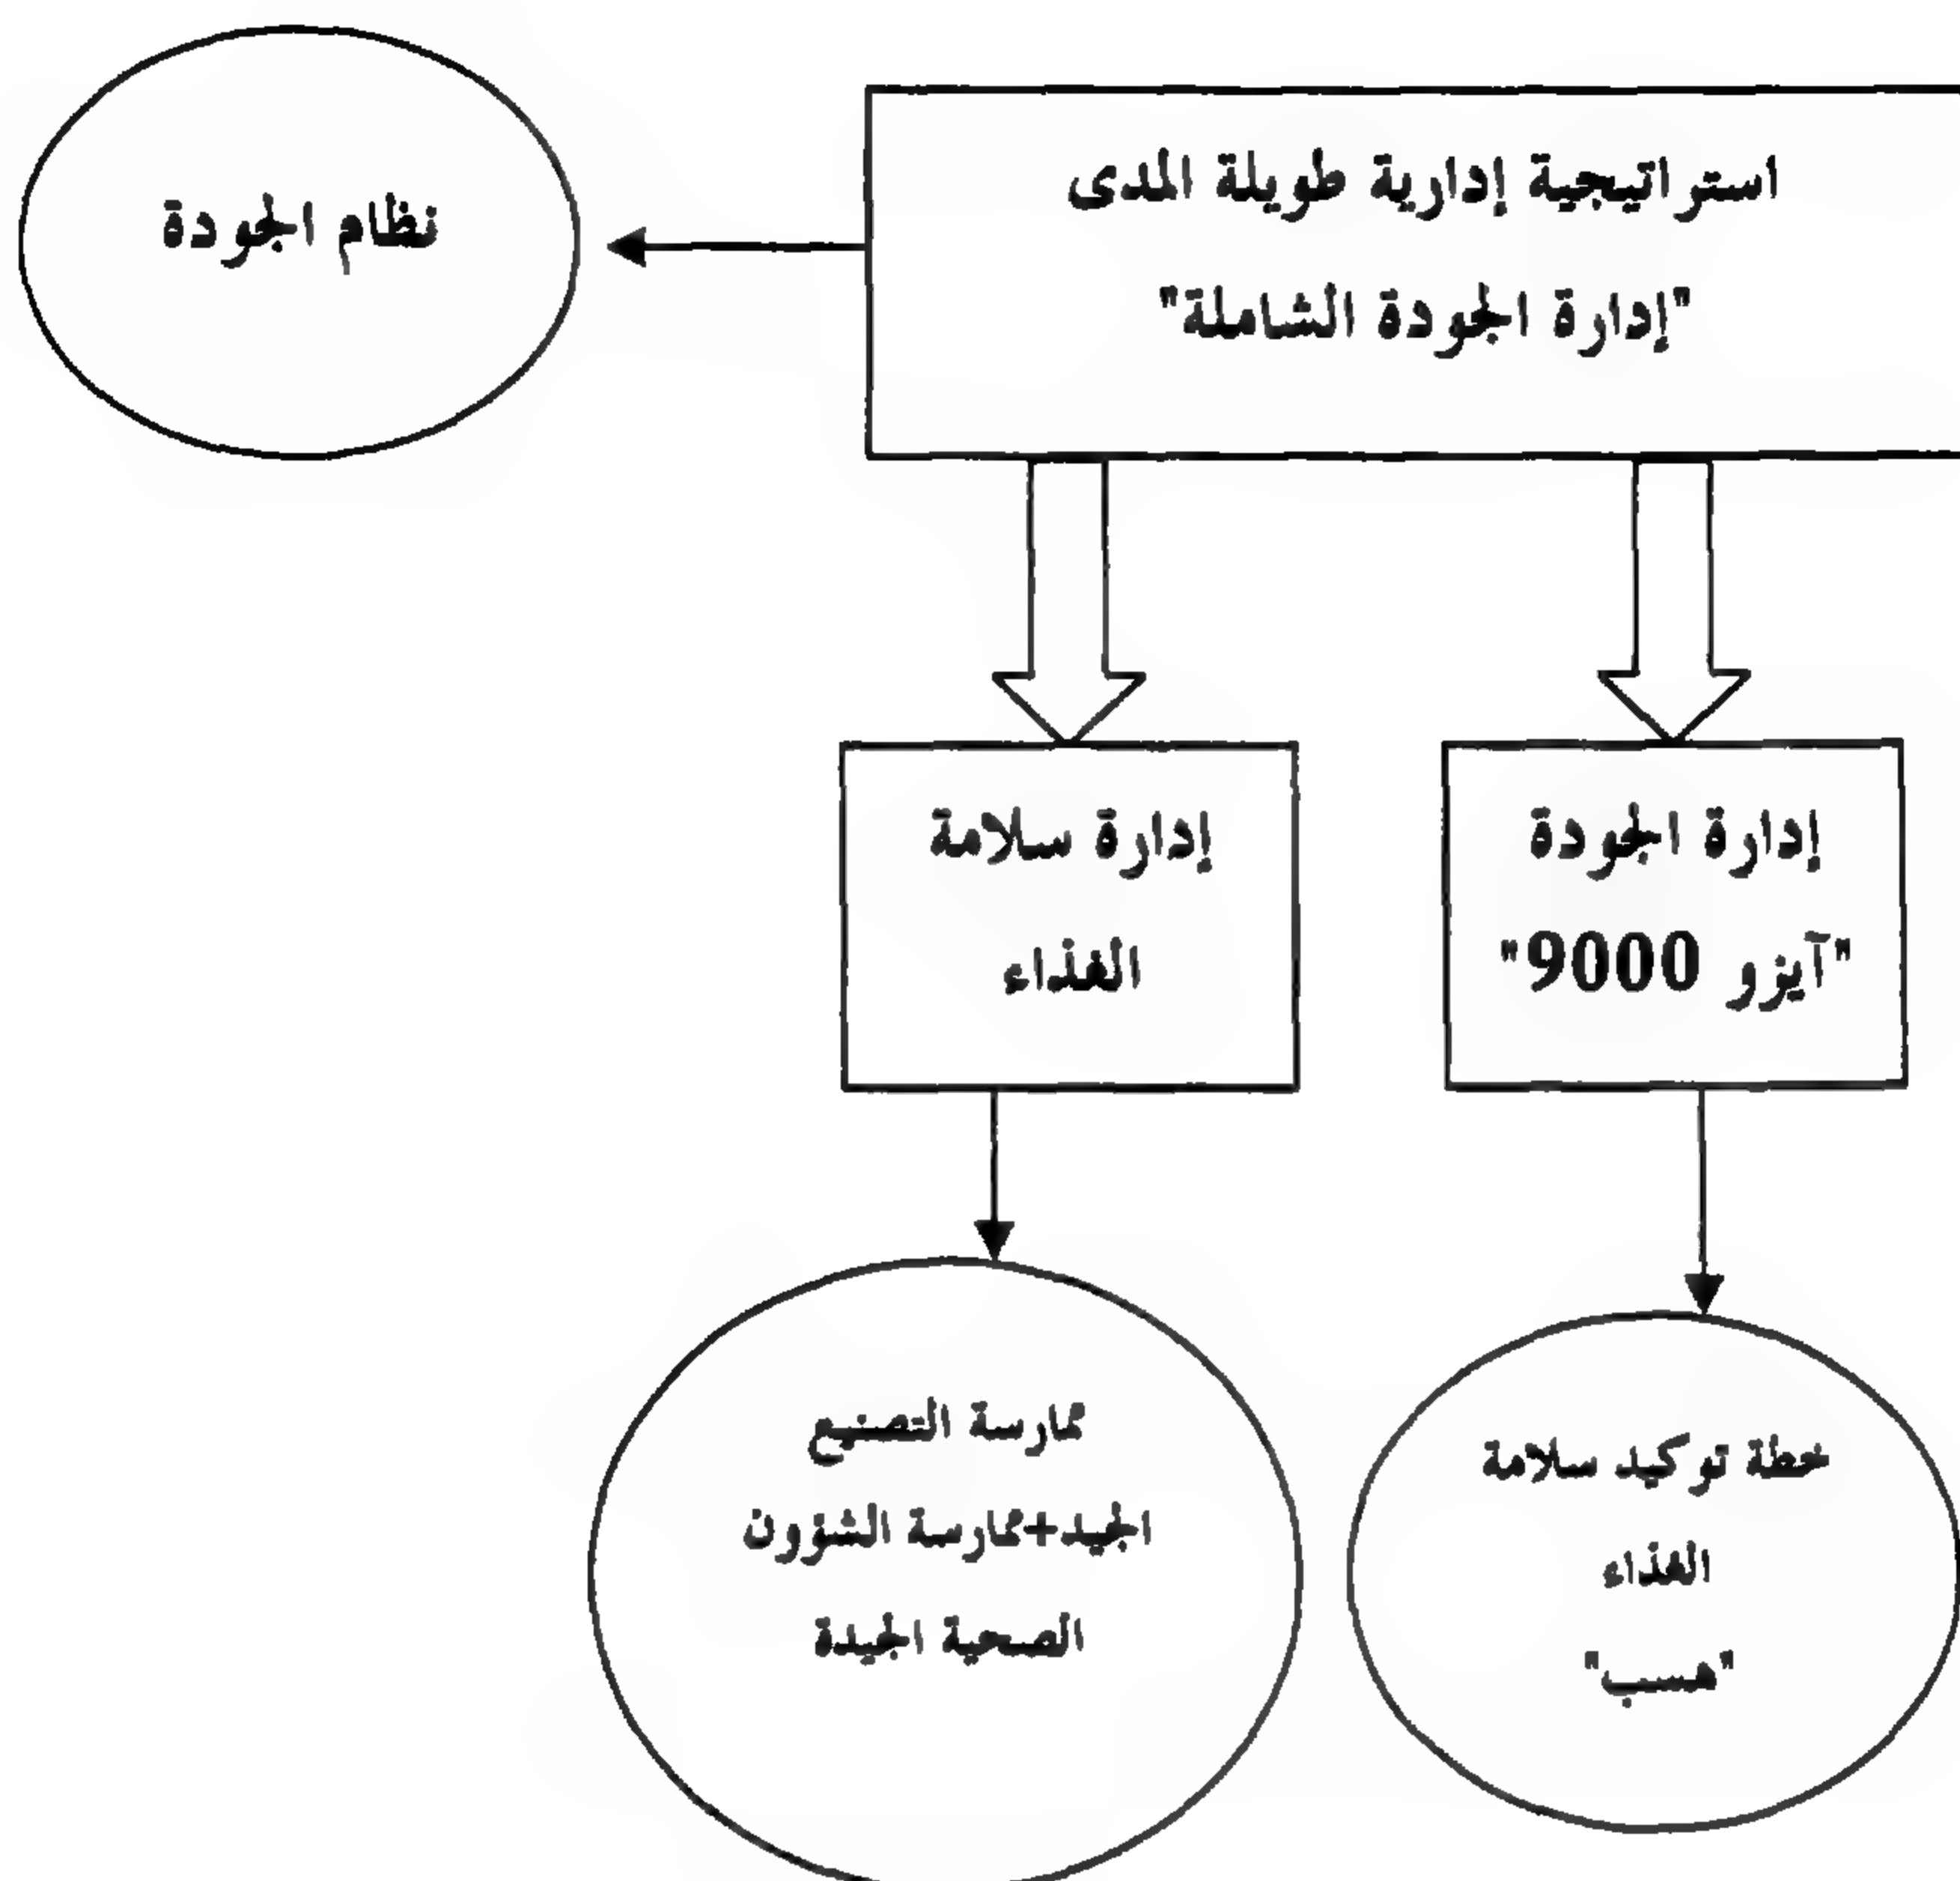 استراتيجية إدارية طويلة المدى
"إدارة الجودة الشاملة"
نظام الجودة
إدارة الجودة
"آيزو 9000"
إدارة سلامة
الغذاء
خطة توكيد سلامة
الغذاء
"هسب"
ممارسة التصنيع
الجيد+ممارسة الشؤون
الصحية الجيدة